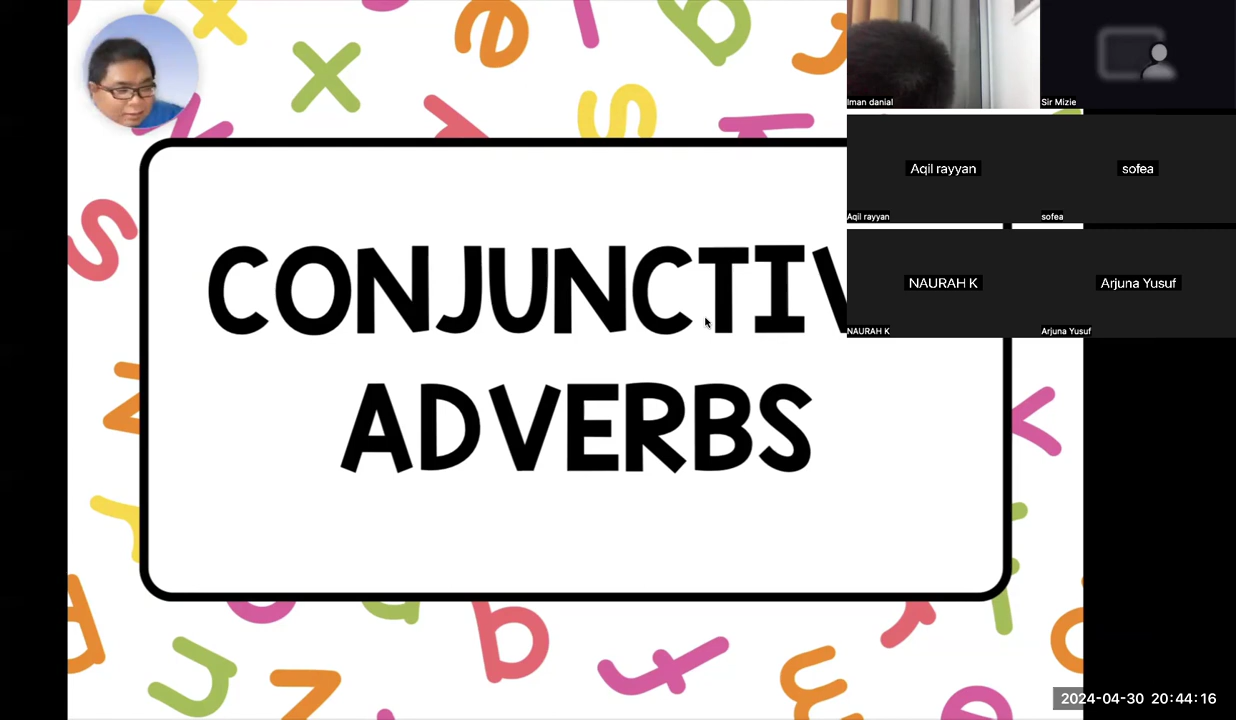 CONJUNCTIV
ADVERBS
Iman danial
Sir Mizie
Aqil rayyan
sofea
Aqil rayyan
sofea
NAURAH K
Arjuna Yusuf
NAURAH K
Arjuna Yusuf
2024-04-30 20:44:16